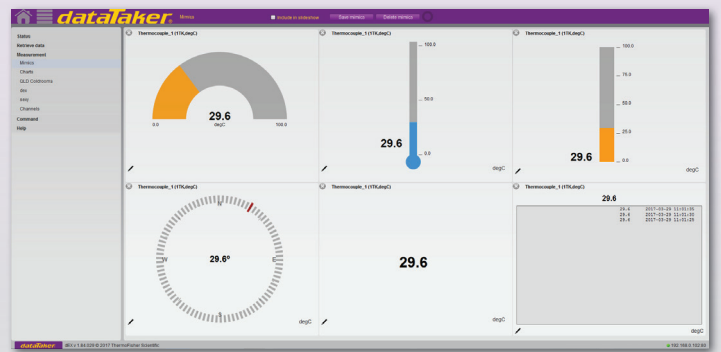 dataTaker.
Mimics
Include in slideshow
Save mimics
Delete mimics
Status
Retrieve data
Measurement
Mimics
Charts
Channels
Command
Help
Thermocouple_1 (1TK,degC)
29.6
degC
0.0
100.0
Thermocouple_1 (1TK,degC)
100.0
50.0
0.0
29.6
degC
Thermocouple_1 (1TK,degC)
100.0
75.0
50.0
25.0
0.0
29.6
degC
Thermocouple_1 (1TK,degC)
N
W
29.6º
E
S
degC
Thermocouple_1 (1TK,degC)
29.6
degC
Thermocouple_1 (1TK,degC)
29.6
29.6 2017-03-29 11:01:35
29.6 2017-03-29 11:01:30
29.6 2017-03-29 11:01:25
degC
dataTaker
© 2017 ThermoFisher Scientific